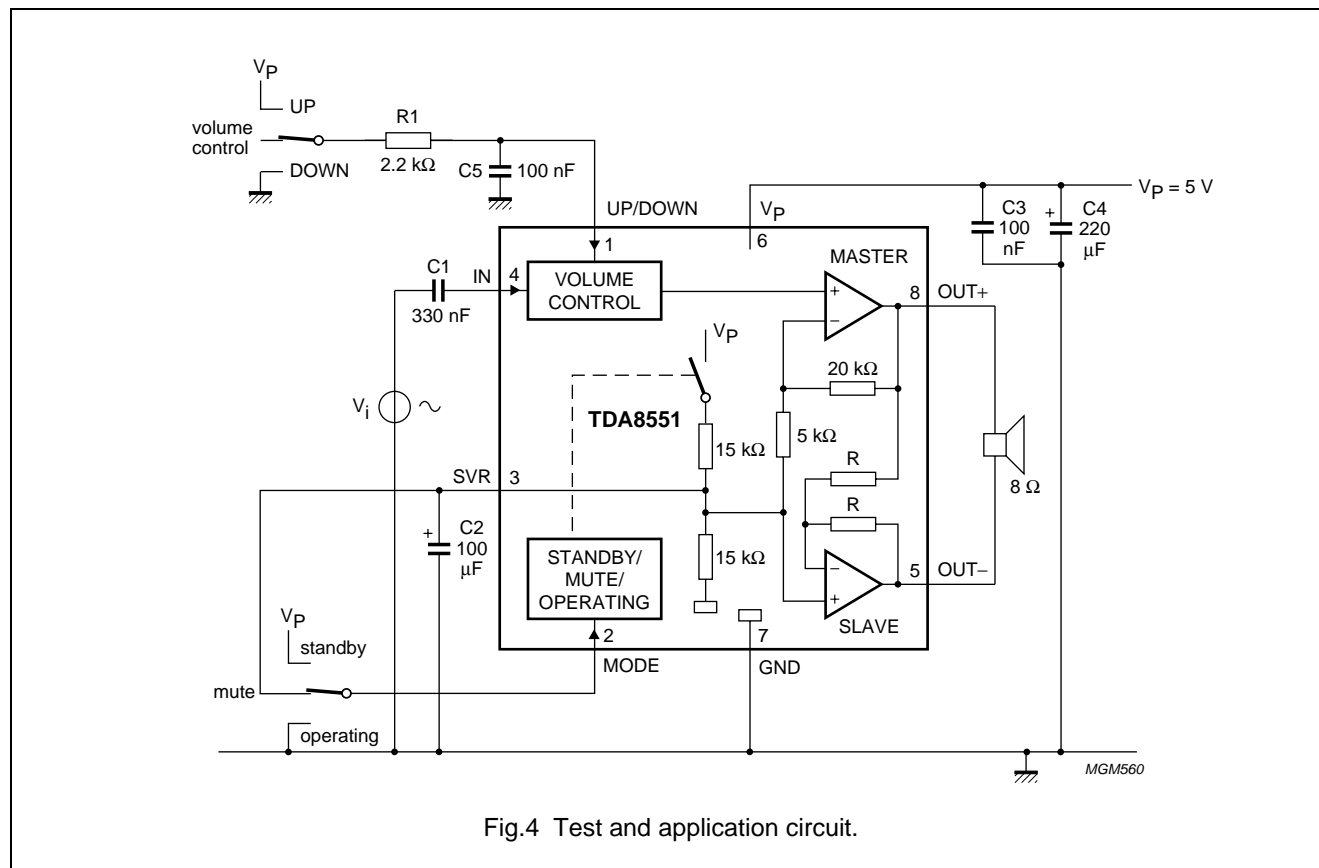 VP
UP
volume
control
DOWN
R1
2.2 kΩ
C5
100 nF
UP/DOWN
VP
VP = 5 V
C3
100
nF
+
C4
220
μF
1
6
C1
330 nF
IN
4
VOLUME
CONTROL
MASTER
+
−
8
OUT+
VP
20 kΩ
Vi
TDA8551
15 kΩ
5 kΩ
R
R
8 Ω
SVR
3
+
C2
100
μF
15 kΩ
STANDBY/
MUTE/
OPERATING
−
+
5
OUT−
SLAVE
VP
standby
mute
operating
2
MODE
7
GND
MGM560
Fig.4 Test and application circuit.